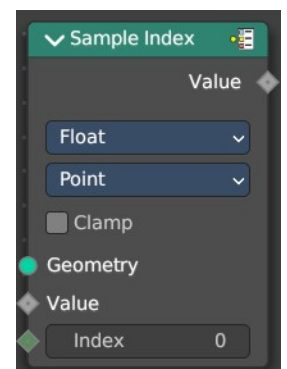 Sample Index
Value
Float
Point
Clamp
Geometry
Value
Index 0